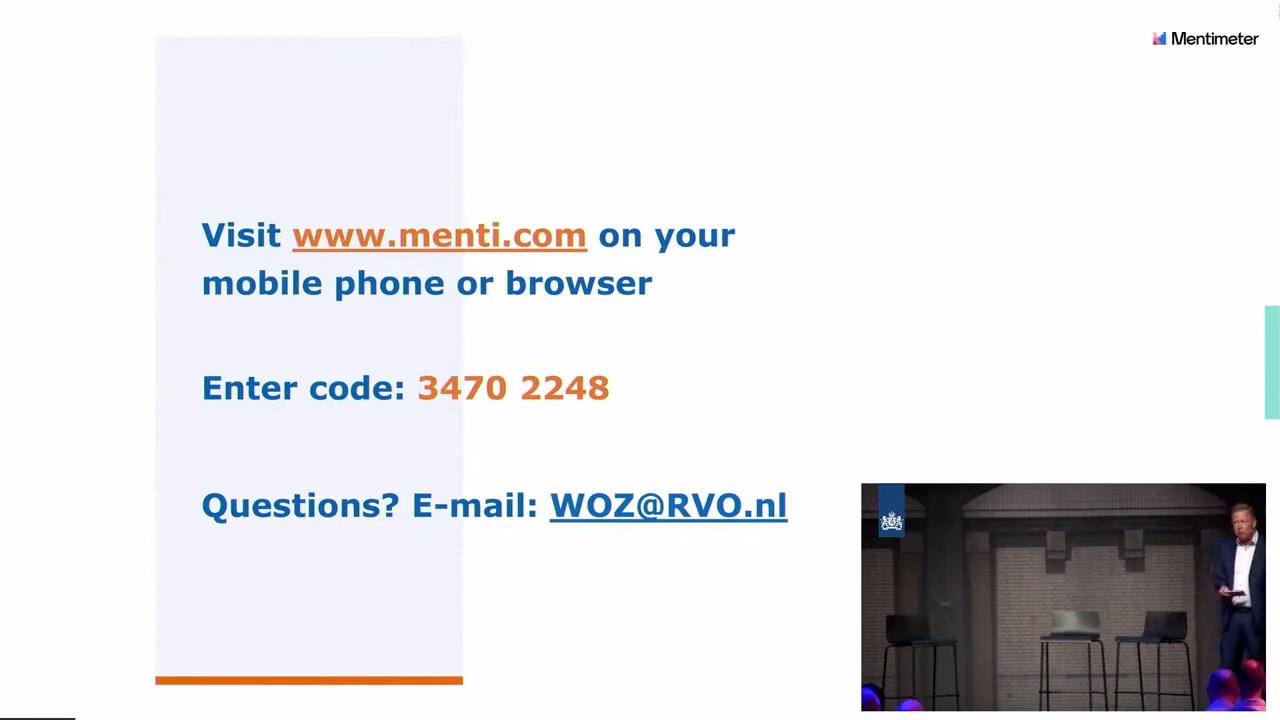 Mentimeter
Visit www.menti.com on your
mobile phone or browser
Enter code: 3470 2248
Questions? E-mail: WOZ@RVO.nl